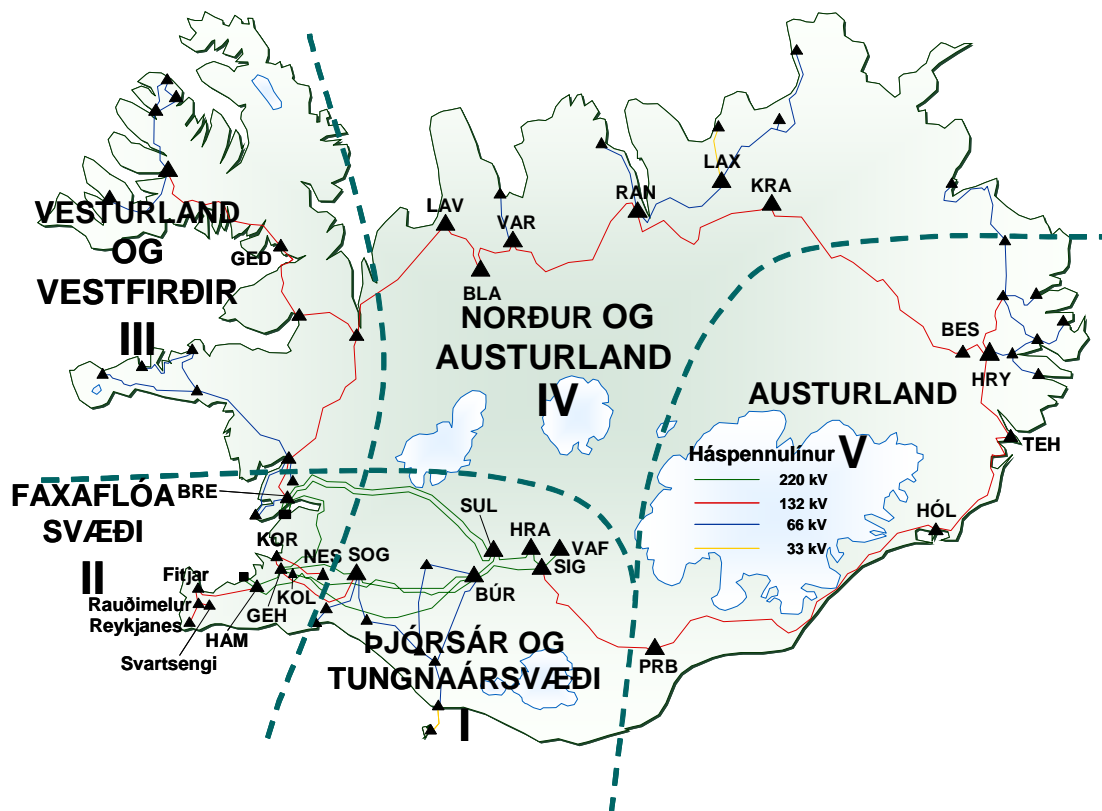 VESTURLAND
OG
VESTFIRÐIR
III
GED
LAV
VAR
BLA
RAN
LAX
KRA
NORÐUR OG
AUSTURLAND
IV
BES
HRY
AUSTURLAND
V
TEH
HÓL
Háspennulínur
220 kV
132 kV
66 kV
33 kV
FAXAFLÓA
SVÆÐI
II
BRE
KOR
NES
SOG
KOL
GEH
HAM
Fitjar
Rauðimelur
Reykjanes
Svartsengi
SUL
HRA
VAF
SIG
BÚR
PRB
ÞJÓRSÁR OG
TUNGNAÁRSVÆÐI
I